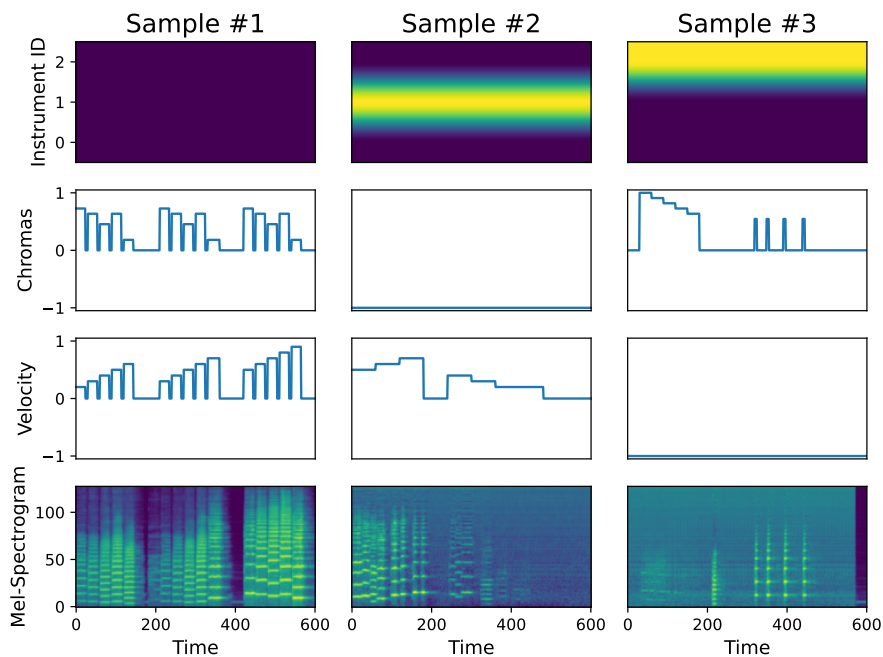 Sample #1 Sample #2 Sample #3
Instrument ID
2
1
0
Chromas
1
0
−1
Velocity
1
0
−1
Mel-Spectrogram
100
50
0
0 200 400 600 0 200 400 600 0 200 400 600
Time Time Time